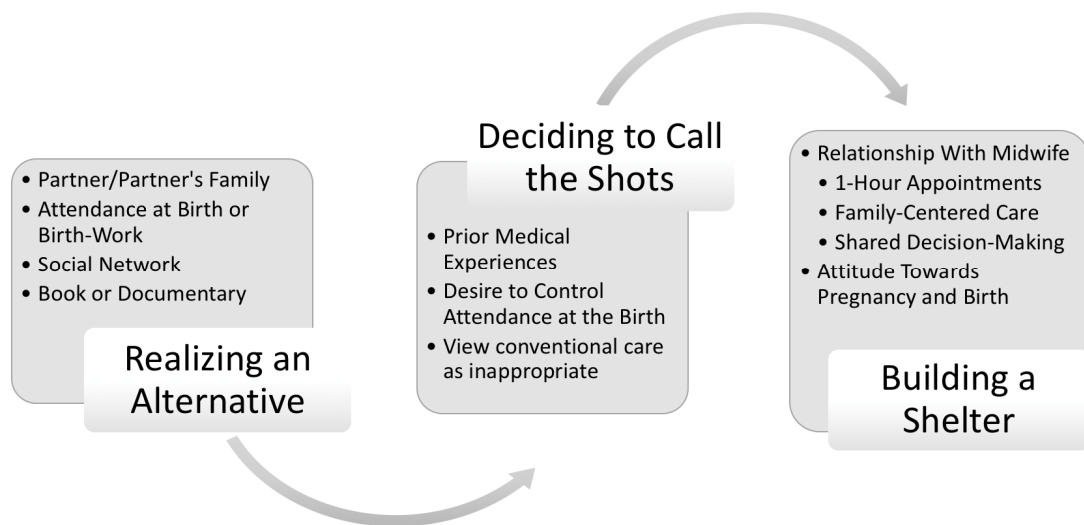 • Partner/Partner's Family
• Attendance at Birth or
Birth-Work
• Social Network
• Book or Documentary
Realizing an
Alternative
Deciding to Call
the Shots
• Prior Medical
Experiences
• Desire to Control
Attendance at the Birth
• View conventional care
as inappropriate
• Relationship With Midwife
• 1-Hour Appointments
• Family-Centered Care
• Shared Decision-Making
• Attitude Towards
Pregnancy and Birth
Building a
Shelter